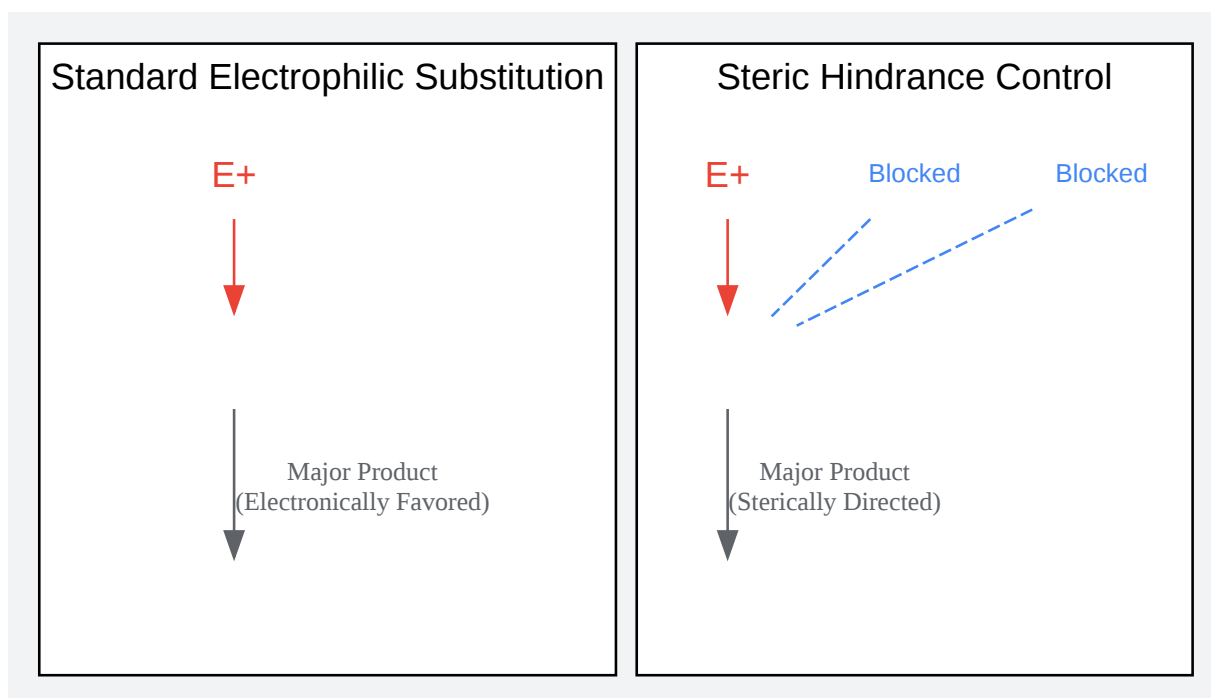 Standard Electrophilic Substitution
E+
Major Product
(Electronically Favored)
Steric Hindrance Control
E+
Blocked
Blocked
Major Product
(Sterically Directed)